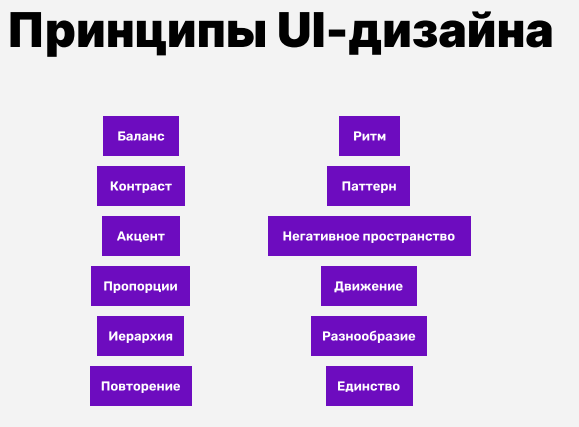 Принципы UI-дизайна
Баланс
Контраст
Акцент
Пропорции
Иерархия
Повторение
Ритм
Паттерн
Негативное пространство
Движение
Разнообразие
Единство